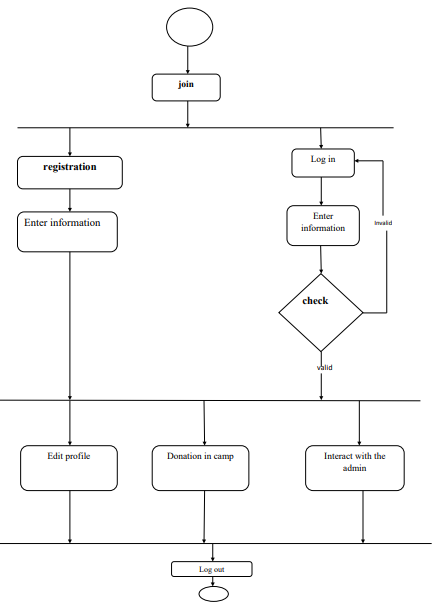 join
registration
Log in
Enter information
Enter
information
Invalid
check
valid
Edit profile
Donation in camp
Interact with the
admin
Log out